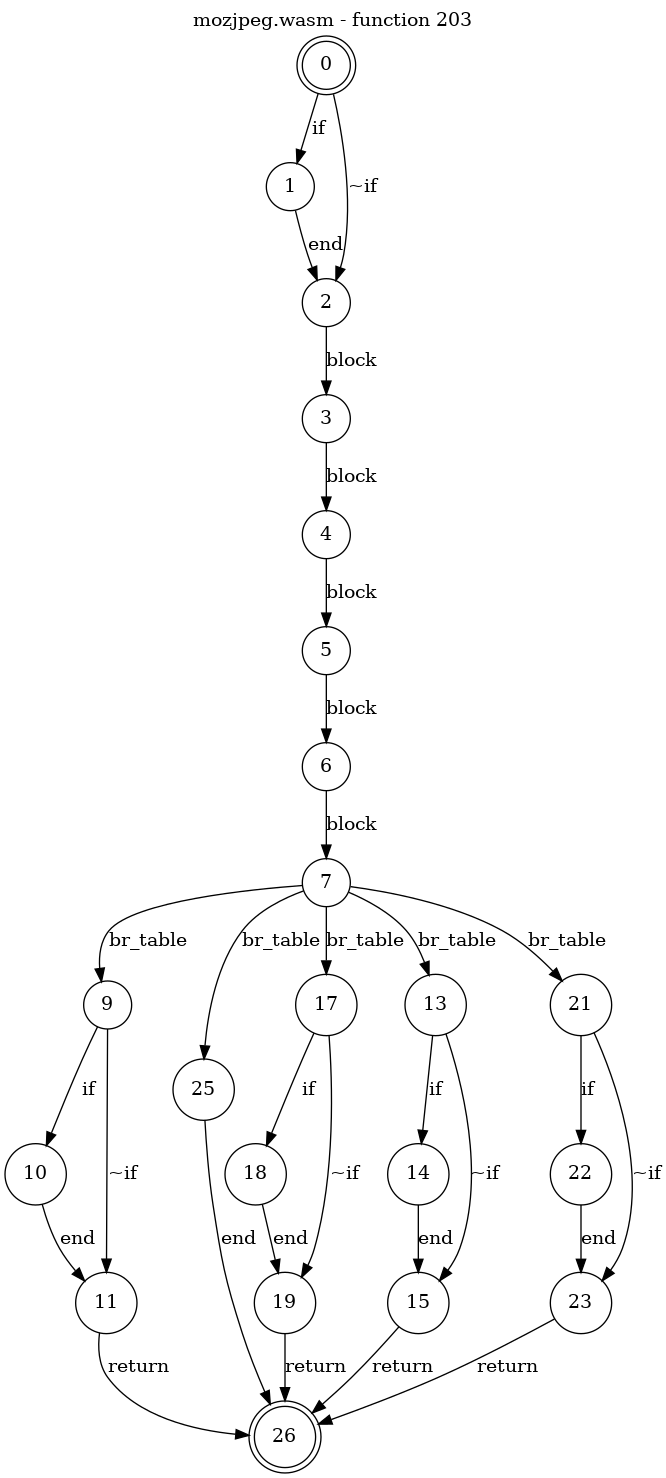 mozjpeg.wasm - function 203
0
if
1
~if
end
2
block
3
block
4
block
5
block
6
block
7
br_table
br_table
br_table
br_table
br_table
9
17
13
21
if
25
if
if
if
10
~if
18
~if
14
~if
22
~if
end
end
end
end
end
11
19
15
23
return
return
return
return
26